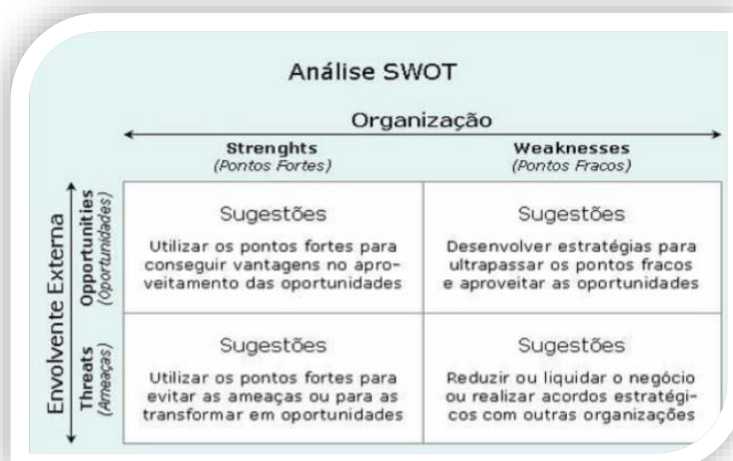 Análise SWOT
Organização
Strenghts
(Pontos Fortes)
Weaknesses
(Pontos Fracos)
Envolvente Externa
Opportunities
(Oportunidades)
Sugestões
Utilizar os pontos fortes para
conseguir vantagens no apro-
veitamento das oportunidades
Sugestões
Desenvolver estratégias para
ultrapassar os pontos fracos
e aproveitar as oportunidades
Threats
(Ameaças)
Sugestões
Utilizar os pontos fortes para
evitar as ameaças ou para as
transformar em oportunidades
Sugestões
Reduzir ou liquidar o negócio
ou realizar acordos estratégi-
cos com outras organizações